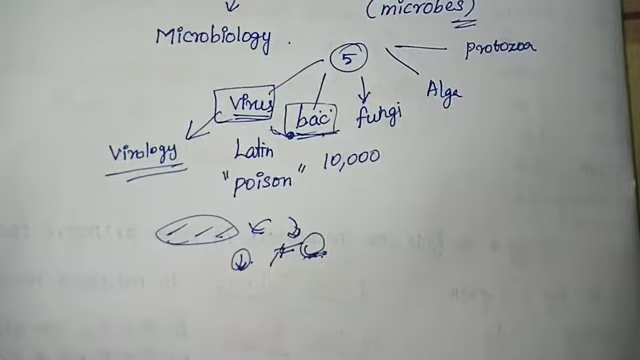 (microbes)
Microbiology.
5
protozoa
Alga
virus
bac
fungi
Virology
Latin
"poison"
10,000